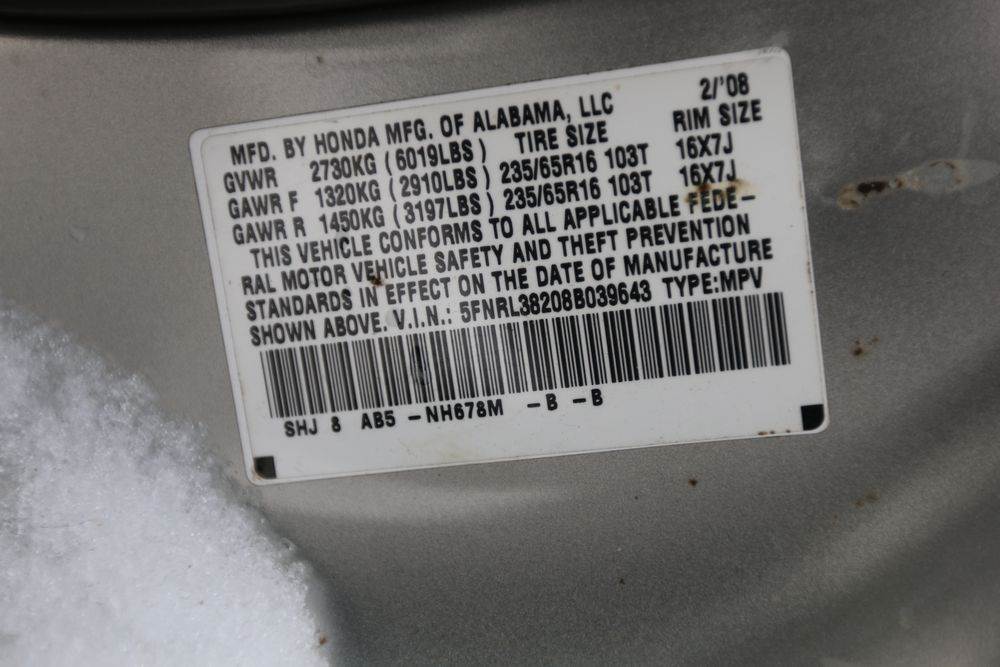 MFD. BY HONDA MFG. OF ALABAMA, LLC 2/'08
GVWR 2730KG (6019LBS) TIRE SIZE RIM SIZE
GAWR F 1320KG (2910LBS) 235/65R16 103T 16X7J
GAWR R 1450KG (3197LBS) 235/65R16 103T 16X7J
THIS VEHICLE CONFORMS TO ALL APPLICABLE FEDE-
RAL MOTOR VEHICLE SAFETY AND THEFT PREVENTION
STANDARDS IN EFFECT ON THE DATE OF MANUFACTURE
SHOWN ABOVE. V.I.N.: 5FNRL38208B039643 TYPE:MPV
SHJ 8 AB5 -NH678M -B -B